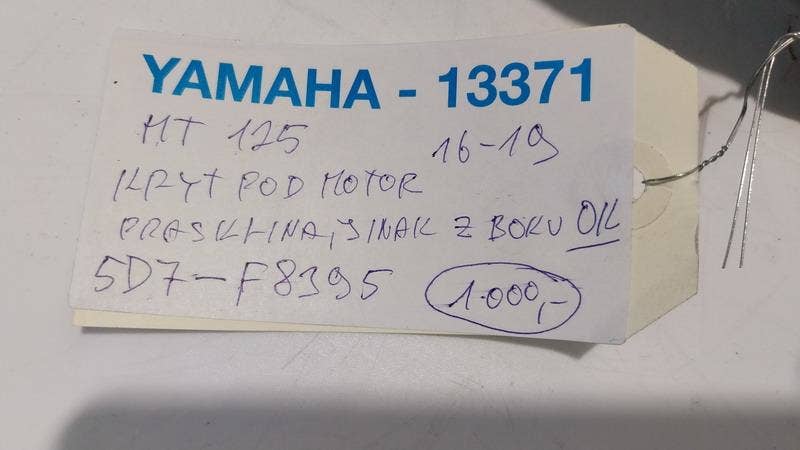 YAMAHA - 13371
MT 125 16-19
KRYT POD MOTOR
PRASKLINA, JINAK Z BOKU OK
5D7-F8395 1.000,-